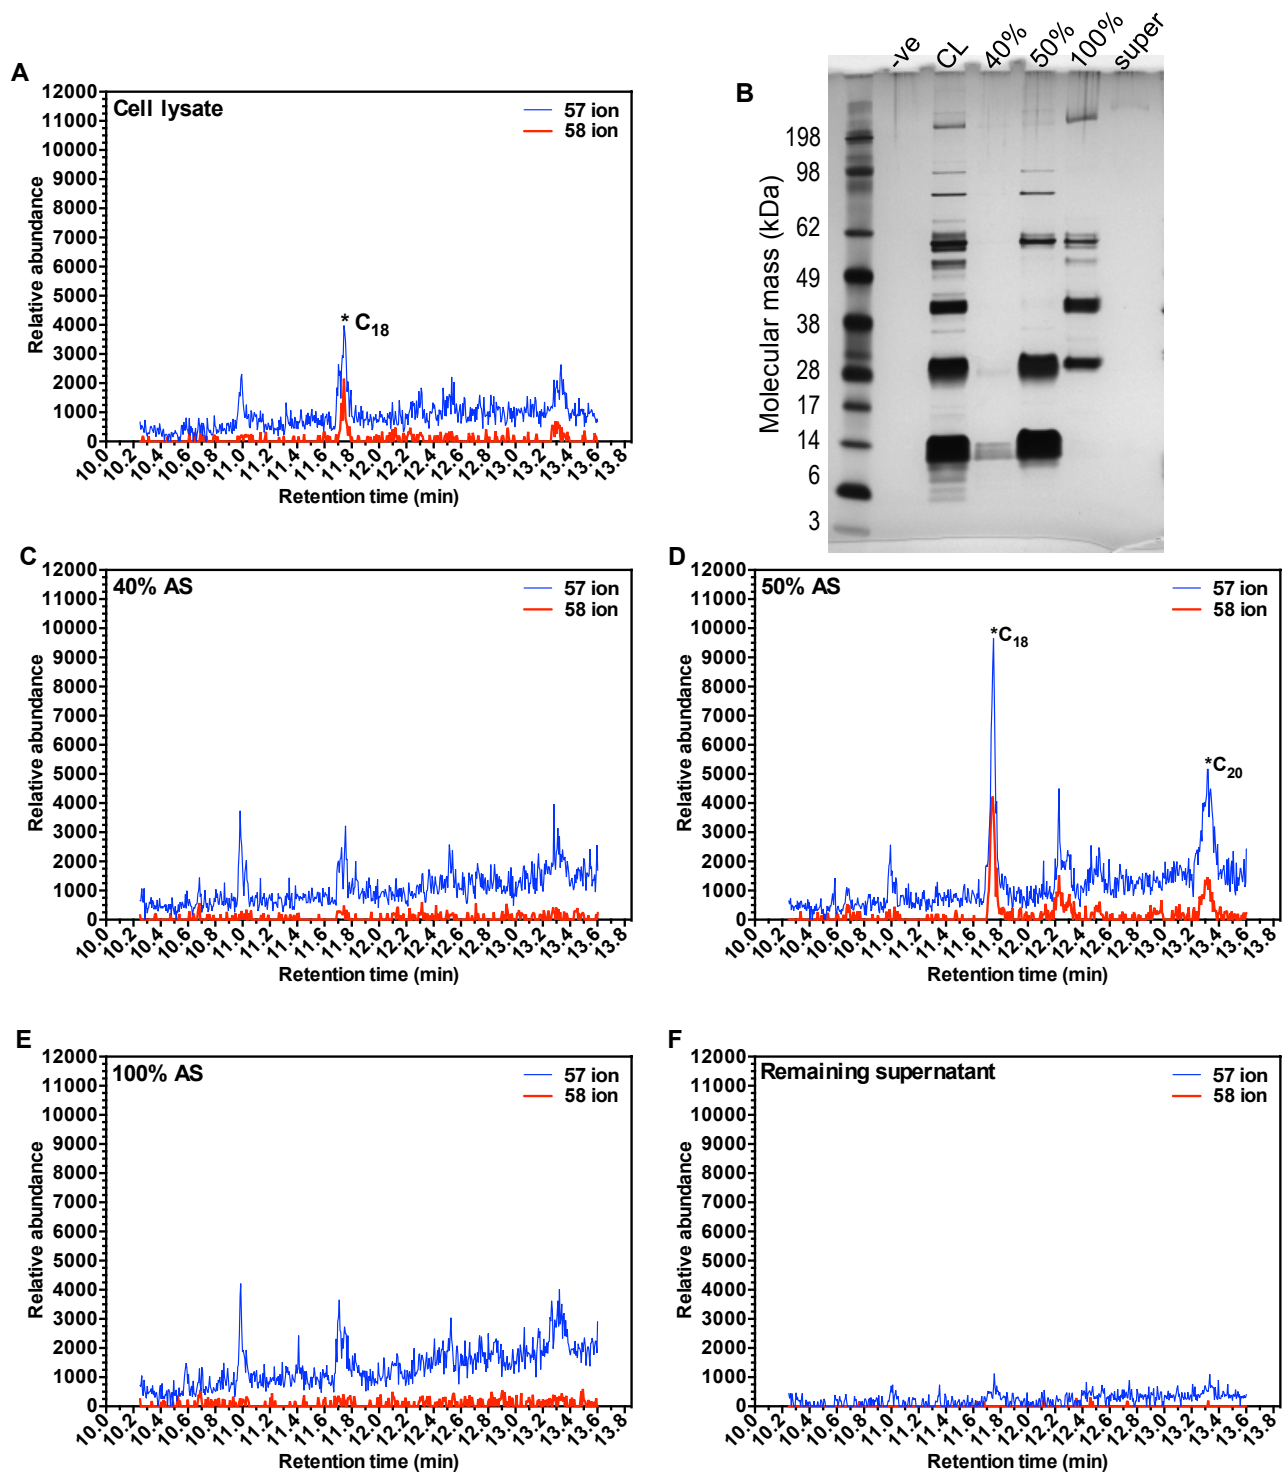 A
Cell lysate
57 ion
58 ion
12000
11000
10000
9000
8000
7000
6000
5000
4000
3000
2000
1000
0
Relative abundance
* C18
10.0 10.2 10.4 10.6 10.8 11.0 11.2 11.4 11.6 11.8 12.0 12.2 12.4 12.6 12.8 13.0 13.2 13.4 13.6 13.8
Retention time (min)
B
-ve CL 40% 50% 100% super
Molecular mass (kDa)
198
98
62
49
38
28
17
14
6
3
C
40% AS
57 ion
58 ion
12000
11000
10000
9000
8000
7000
6000
5000
4000
3000
2000
1000
0
Relative abundance
10.0 10.2 10.4 10.6 10.8 11.0 11.2 11.4 11.6 11.8 12.0 12.2 12.4 12.6 12.8 13.0 13.2 13.4 13.6 13.8
Retention time (min)
D
50% AS
57 ion
58 ion
12000
11000
10000
9000
8000
7000
6000
5000
4000
3000
2000
1000
0
Relative abundance
*C18
*C20
10.0 10.2 10.4 10.6 10.8 11.0 11.2 11.4 11.6 11.8 12.0 12.2 12.4 12.6 12.8 13.0 13.2 13.4 13.6 13.8
Retention time (min)
E
100% AS
57 ion
58 ion
12000
11000
10000
9000
8000
7000
6000
5000
4000
3000
2000
1000
0
Relative abundance
10.0 10.2 10.4 10.6 10.8 11.0 11.2 11.4 11.6 11.8 12.0 12.2 12.4 12.6 12.8 13.0 13.2 13.4 13.6 13.8
Retention time (min)
F
Remaining supernatant
57 ion
58 ion
12000
11000
10000
9000
8000
7000
6000
5000
4000
3000
2000
1000
0
Relative abundance
10.0 10.2 10.4 10.6 10.8 11.0 11.2 11.4 11.6 11.8 12.0 12.2 12.4 12.6 12.8 13.0 13.2 13.4 13.6 13.8
Retention time (min)